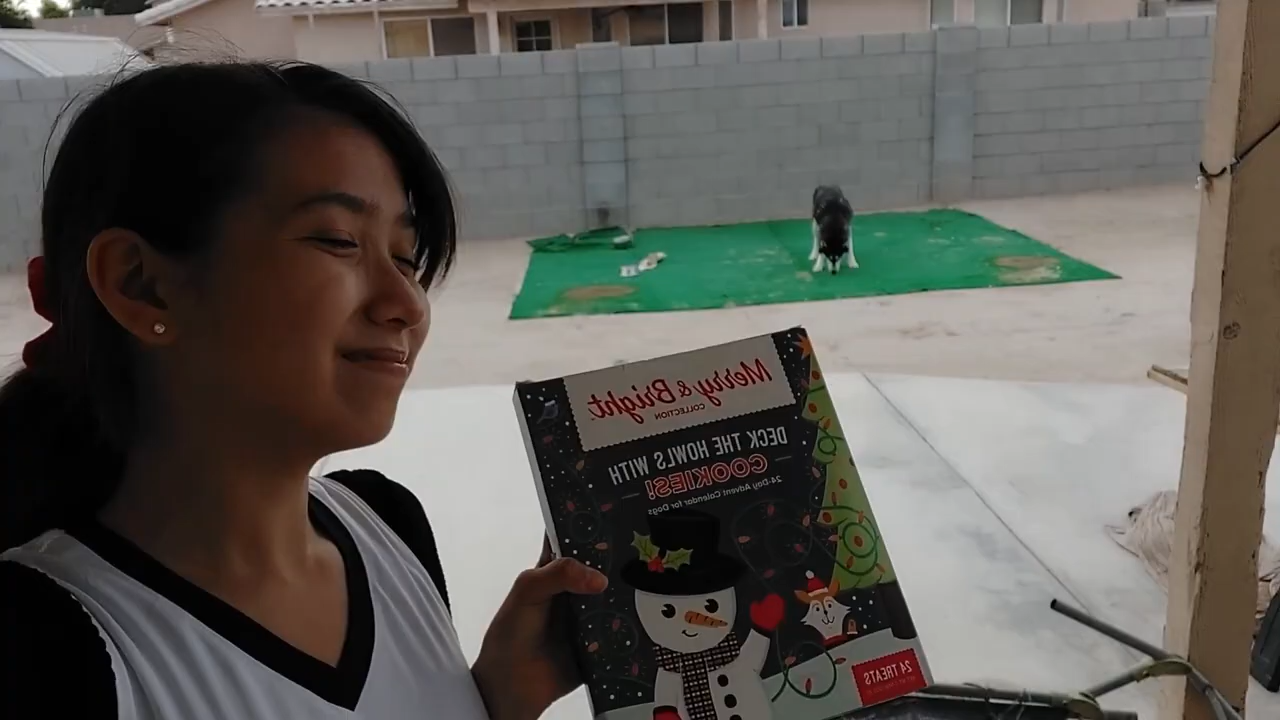 Merry & Bright
COLLECTION
DECK THE HOWLS WITH
COOKIES!
24-Day Advent Calendar for Dogs
24 TREATS